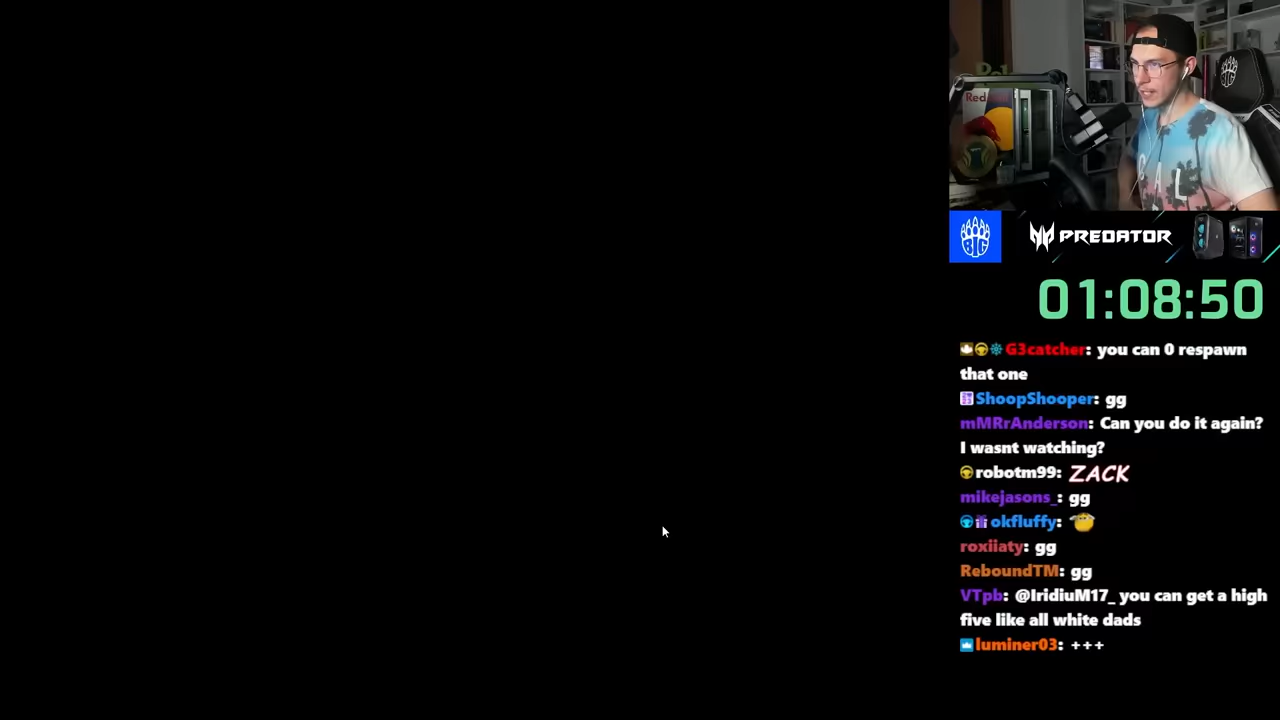 Red
BIG
PREDATOR
01:08:50
G3catcher: you can 0 respawn
that one
ShoopShooper: gg
mMRrAnderson: Can you do it again?
I wasnt watching?
robotm99: ZACK
mikejasons_: gg
okfluffy:
roxiiaty: gg
ReboundTM: gg
VTpb: @IridiuM17_ you can get a high
five like all white dads
luminer03: +++